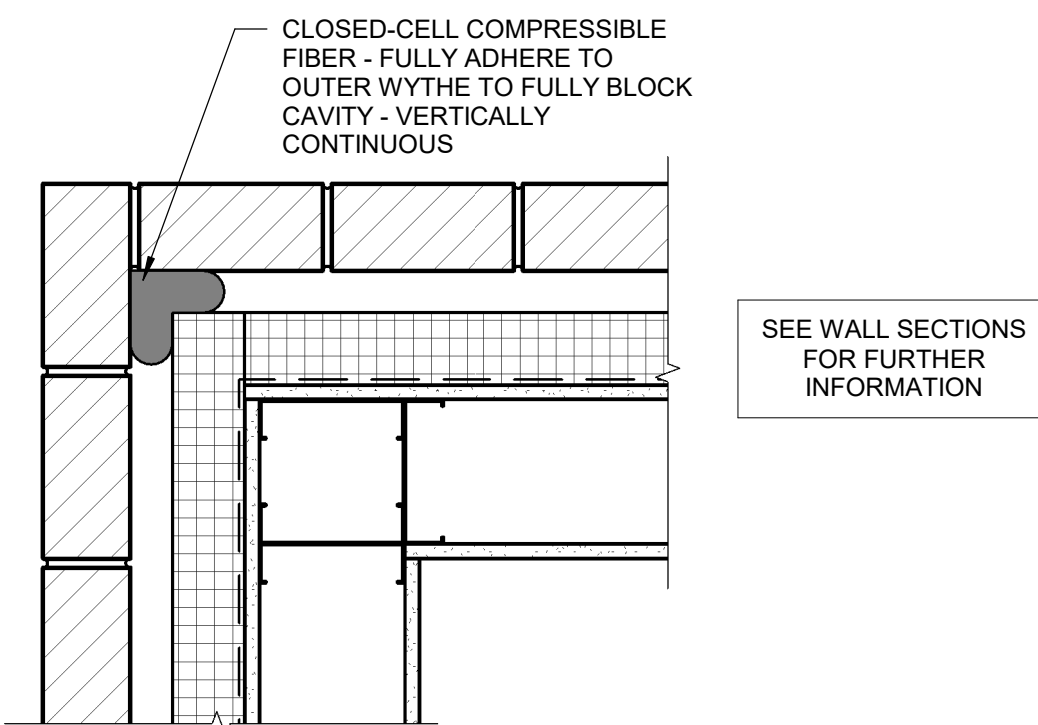 CLOSED-CELL COMPRESSIBLE
FIBER - FULLY ADHERE TO
OUTER WYTHE TO FULLY BLOCK
CAVITY - VERTICALLY
CONTINUOUS
SEE WALL SECTIONS
FOR FURTHER
INFORMATION